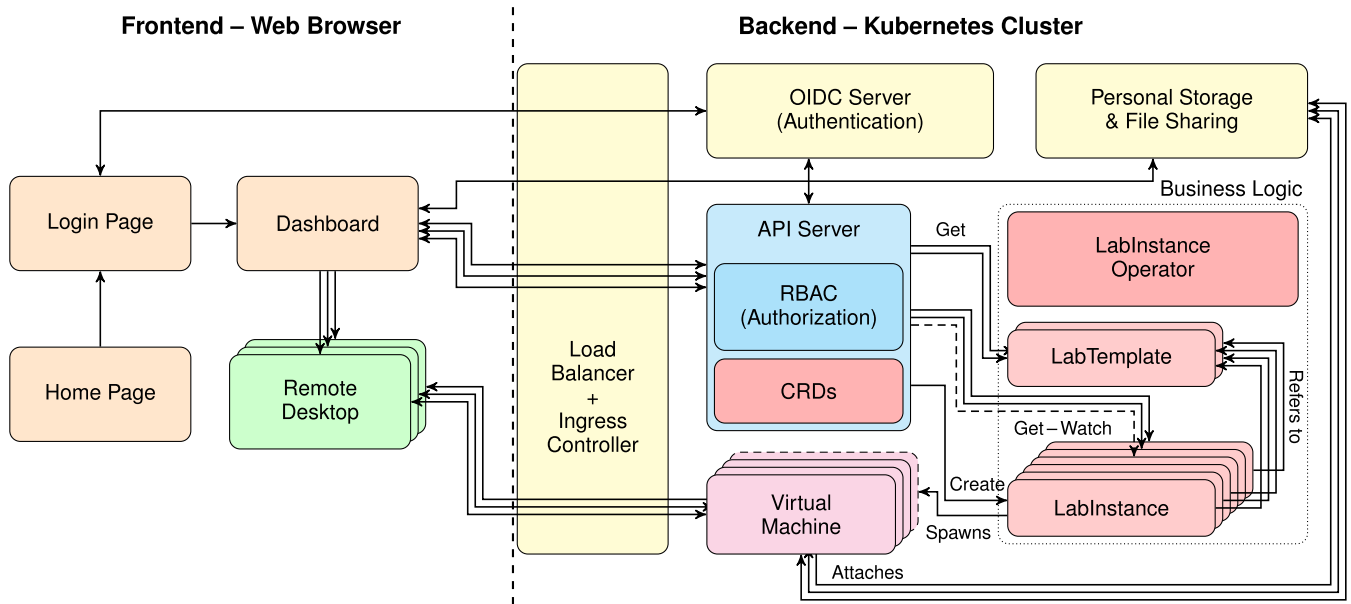 Frontend – Web Browser
Backend – Kubernetes Cluster
OIDC Server
(Authentication)
Personal Storage
& File Sharing
Login Page
Dashboard
Business Logic
API Server
Get
LabInstance
Operator
RBAC
(Authorization)
Home Page
Remote
Desktop
Load
Balancer
+
Ingress
Controller
LabTemplate
CRDs
Refers to
Get – Watch
Virtual
Machine
Create
LabInstance
Spawns
Attaches